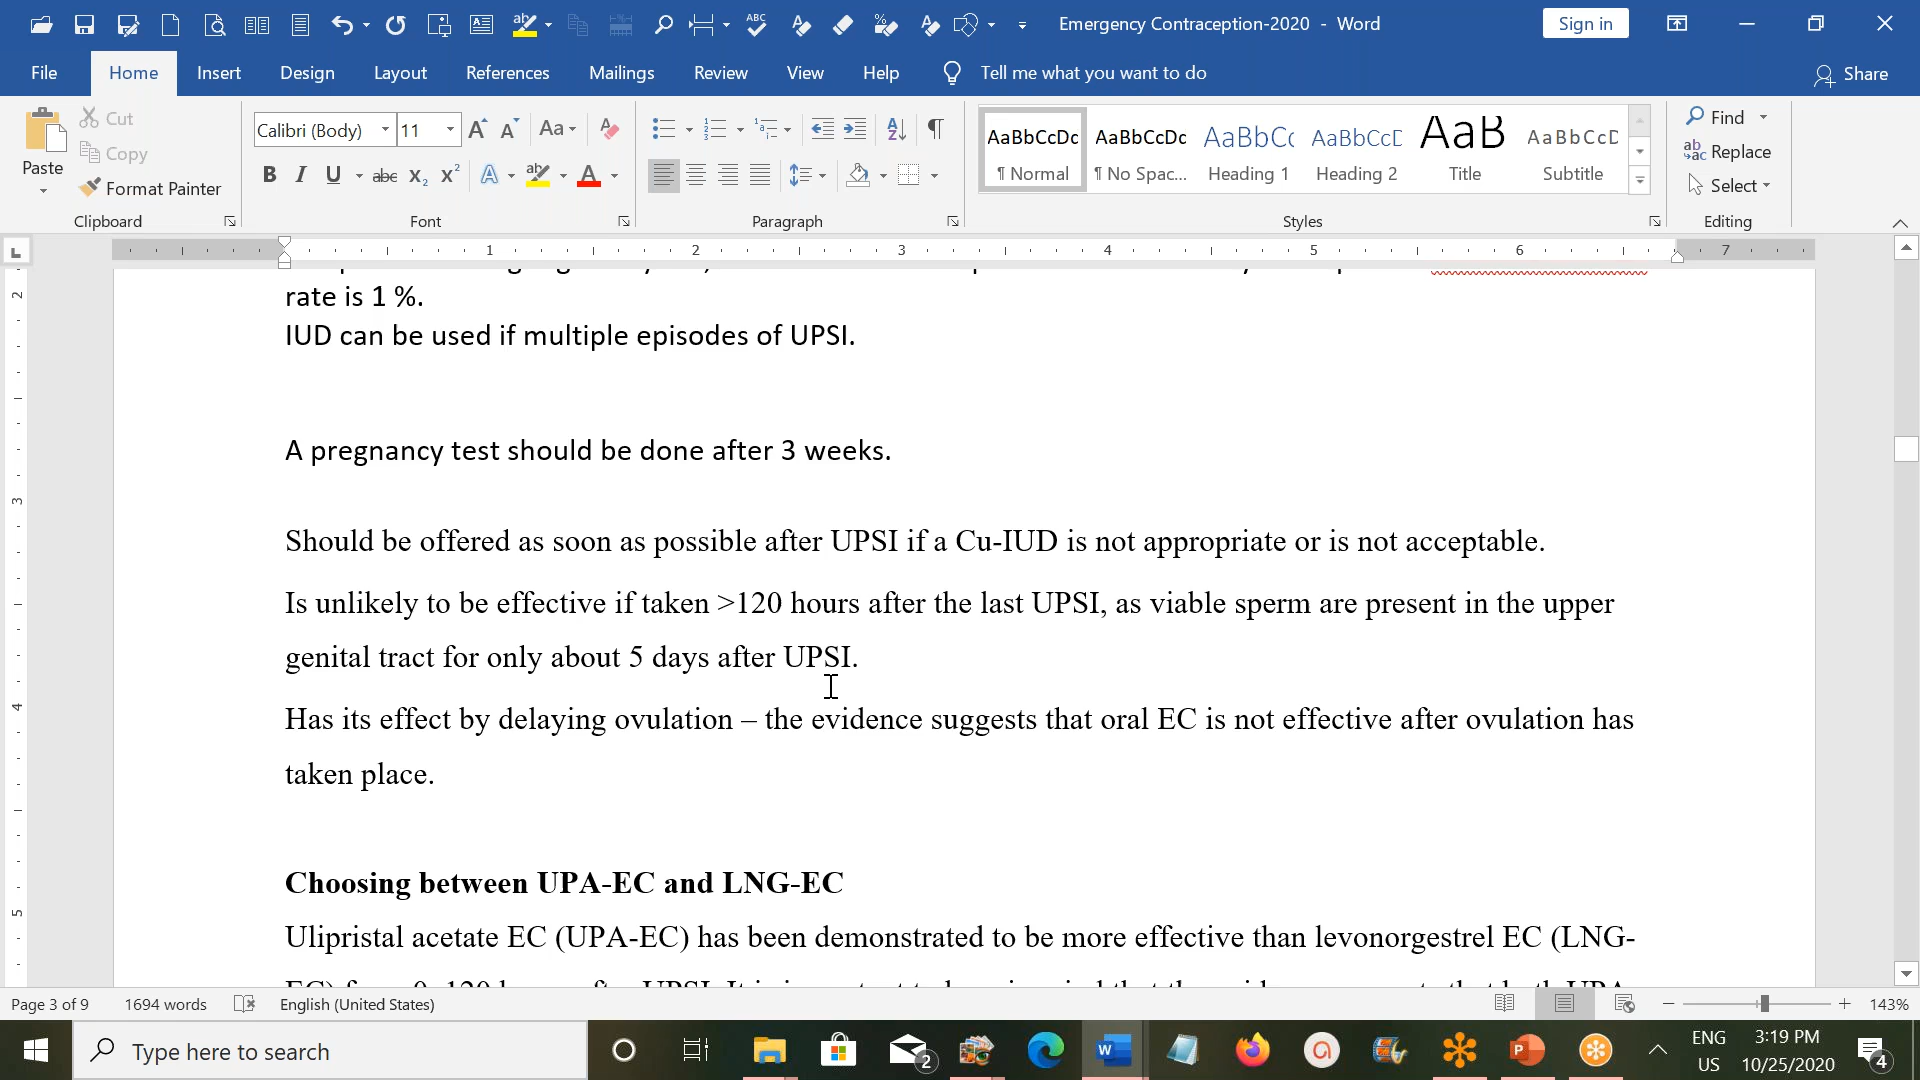 Emergency Contraception-2020 - Word
Sign in
File Home Insert Design Layout References Mailings Review View Help Tell me what you want to do Share
Paste
Cut
Copy
Format Painter
Clipboard
Calibri (Body) 11
Font
Paragraph
AaBbCcDc AaBbCcDc AaBbCc AaBbCcD AaB AaBbCcD
¶ Normal ¶ No Spac... Heading 1 Heading 2 Title Subtitle
Styles
Find
Replace
Select
Editing
1 2 3 4 5 6 7
rate is 1 %.
IUD can be used if multiple episodes of UPSI.
A pregnancy test should be done after 3 weeks.
Should be offered as soon as possible after UPSI if a Cu-IUD is not appropriate or is not acceptable.
Is unlikely to be effective if taken >120 hours after the last UPSI, as viable sperm are present in the upper
genital tract for only about 5 days after UPSI.
Has its effect by delaying ovulation – the evidence suggests that oral EC is not effective after ovulation has
taken place.
Choosing between UPA-EC and LNG-EC
Ulipristal acetate EC (UPA-EC) has been demonstrated to be more effective than levonorgestrel EC (LNG-
Page 3 of 9 1694 words English (United States) 143%
Type here to search
ENG
US
3:19 PM
10/25/2020